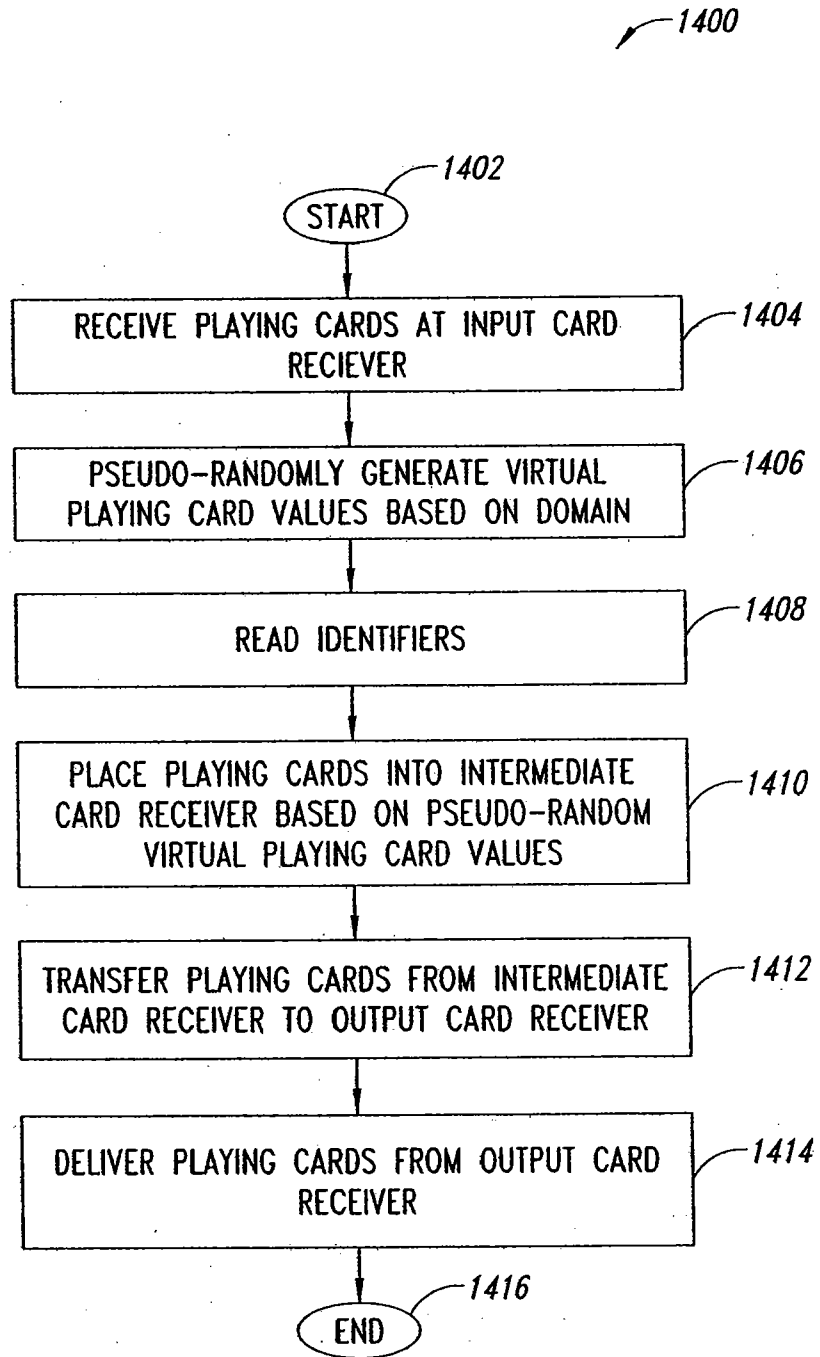 1400
1402
START
RECEIVE PLAYING CARDS AT INPUT CARD
RECIEVER
1404
PSEUDO-RANDOMLY GENERATE VIRTUAL
PLAYING CARD VALUES BASED ON DOMAIN
1406
READ IDENTIFIERS
1408
PLACE PLAYING CARDS INTO INTERMEDIATE
CARD RECEIVER BASED ON PSEUDO-RANDOM
VIRTUAL PLAYING CARD VALUES
1410
TRANSFER PLAYING CARDS FROM INTERMEDIATE
CARD RECEIVER TO OUTPUT CARD RECEIVER
1412
DELIVER PLAYING CARDS FROM OUTPUT CARD
RECEIVER
1414
1416
END